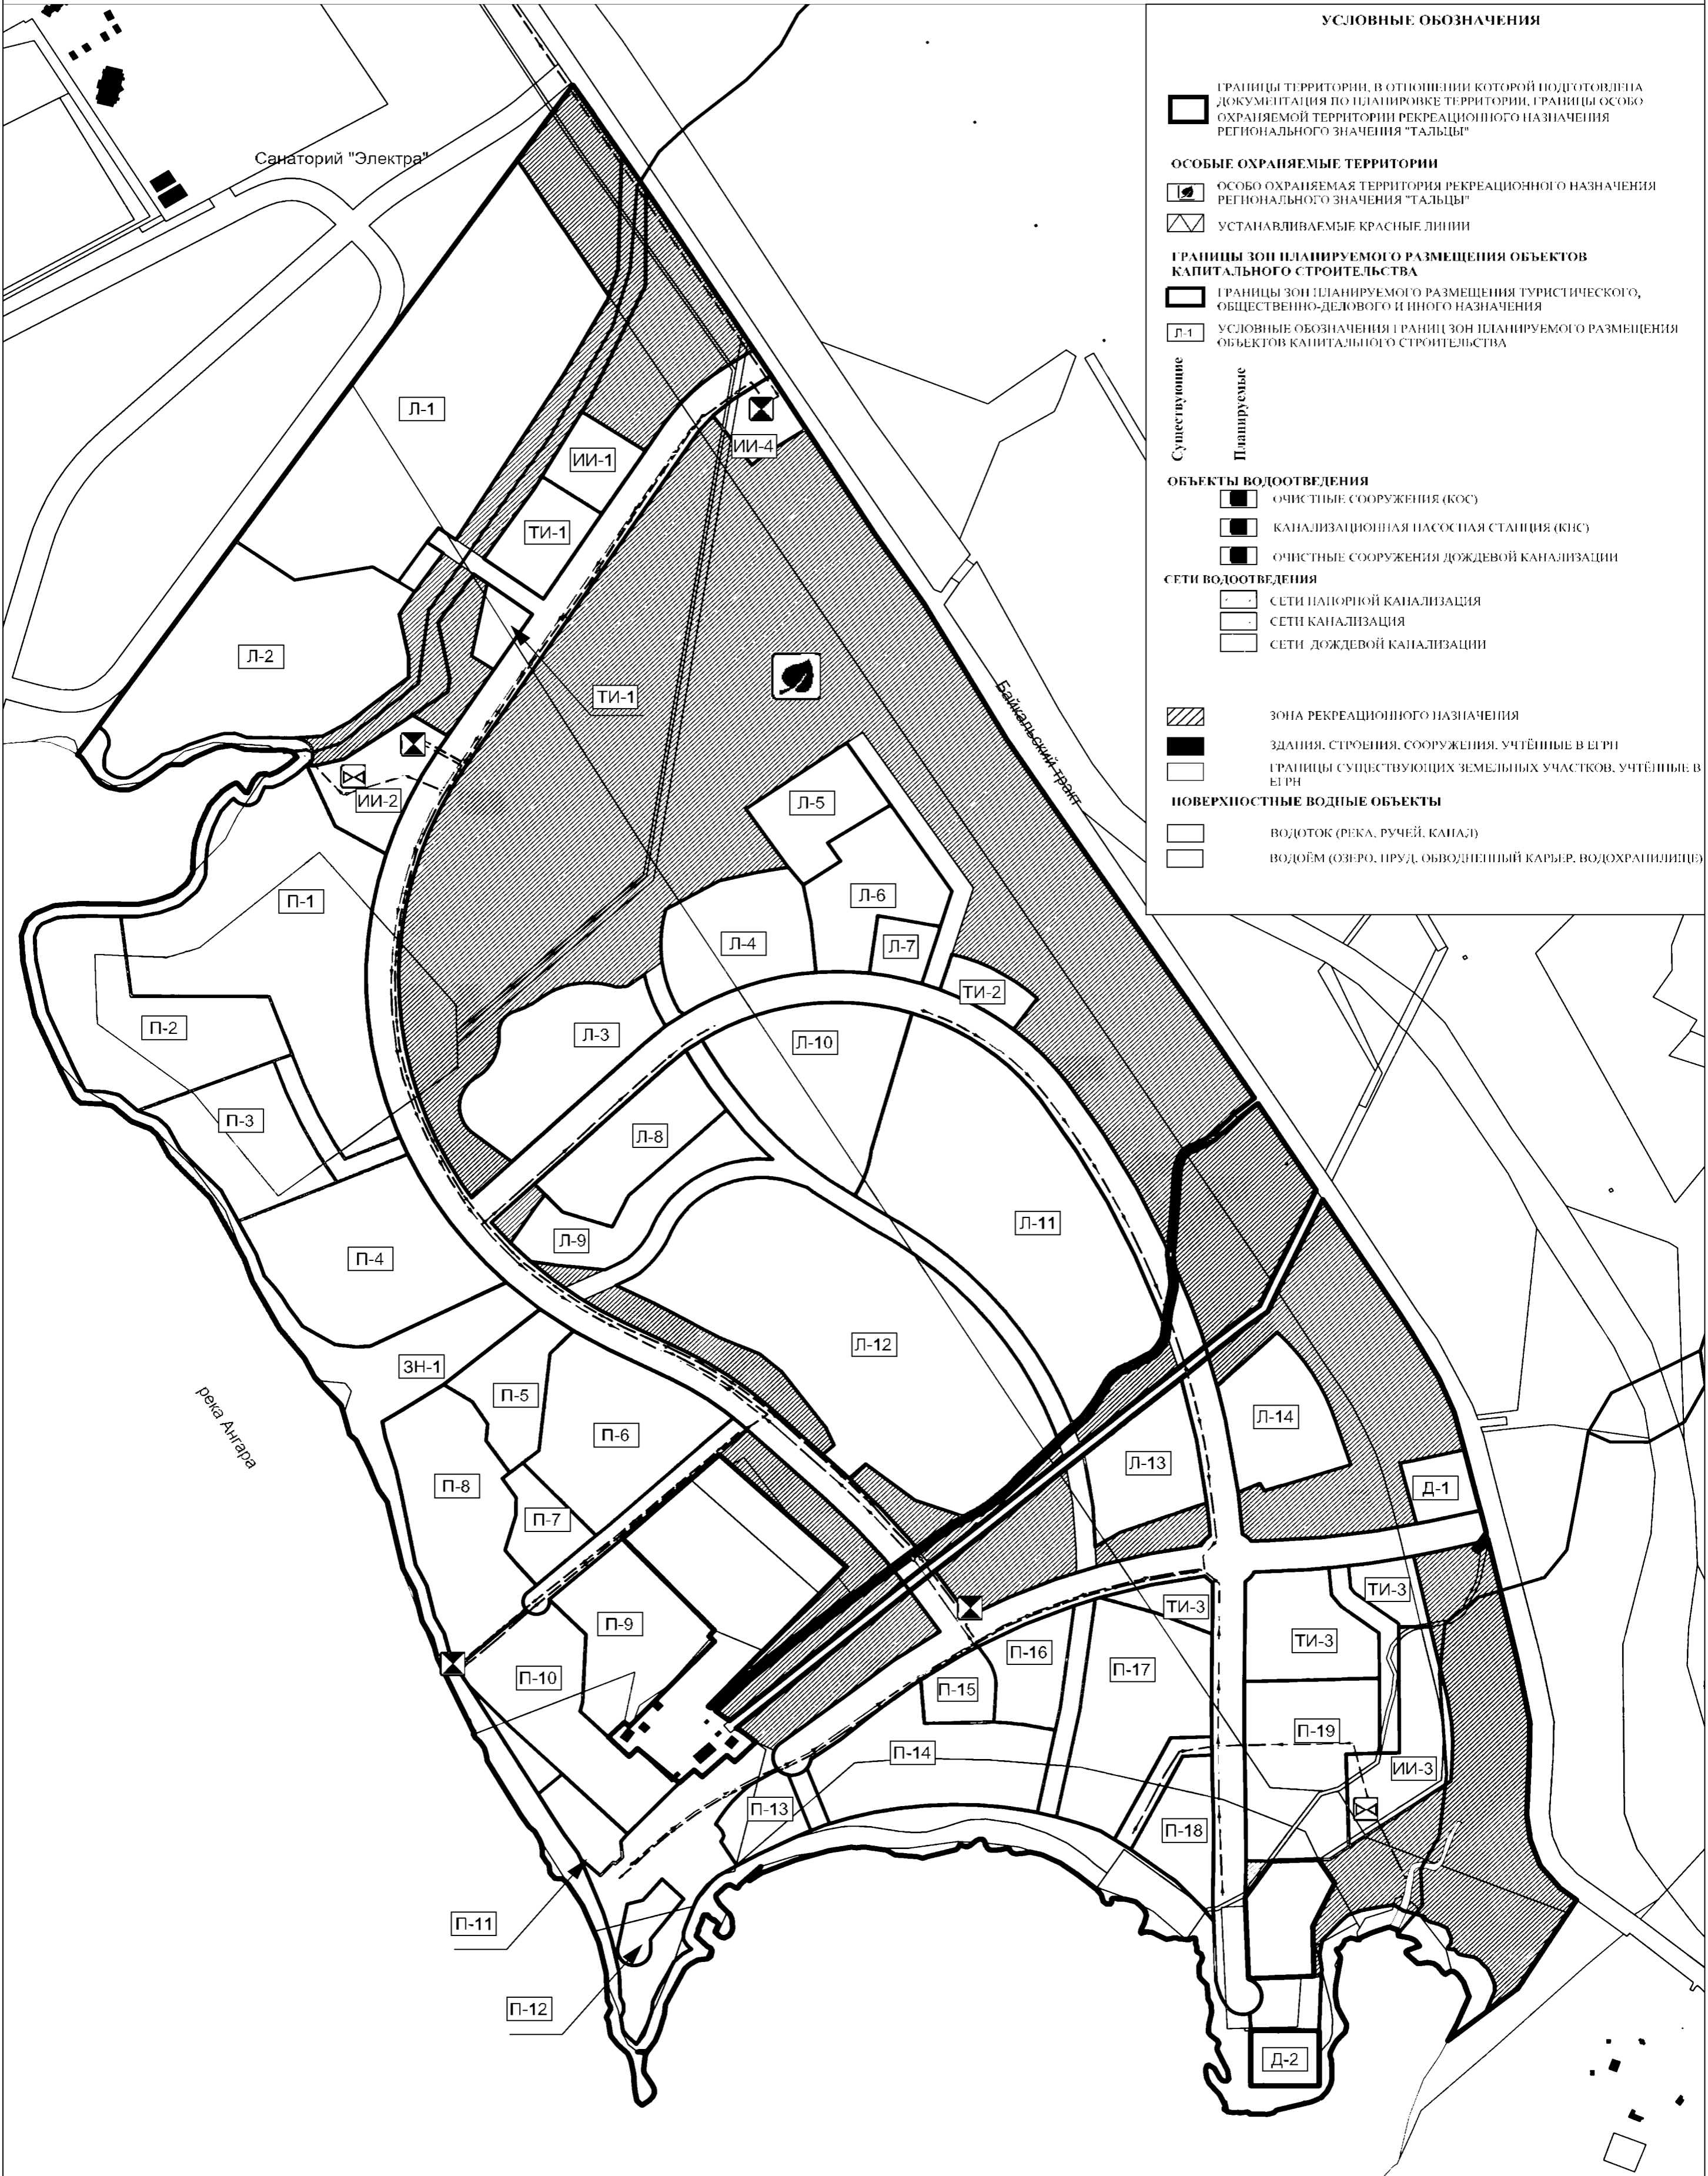 УСЛОВНЫЕ ОБОЗНАЧЕНИЯ
ГРАНИЦЫ ТЕРРИТОРИИ, В ОТНОШЕНИИ КОТОРОЙ ПОДГОТОВЛЕНА
ДОКУМЕНТАЦИЯ ПО ПЛАНИРОВКЕ ТЕРРИТОРИИ, ГРАНИЦЫ ОСОБО
ОХРАНЯЕМОЙ ТЕРРИТОРИИ РЕКРЕАЦИОННОГО НАЗНАЧЕНИЯ
РЕГИОНАЛЬНОГО ЗНАЧЕНИЯ "ТАЛЬЦЫ"
ОСОБЫЕ ОХРАНЯЕМЫЕ ТЕРРИТОРИИ
ОСОБО ОХРАНЯЕМАЯ ТЕРРИТОРИЯ РЕКРЕАЦИОННОГО НАЗНАЧЕНИЯ
РЕГИОНАЛЬНОГО ЗНАЧЕНИЯ "ТАЛЬЦЫ"
УСТАНАВЛИВАЕМЫЕ КРАСНЫЕ ЛИНИИ
ГРАНИЦЫ ЗОН ПЛАНИРУЕМОГО РАЗМЕЩЕНИЯ ОБЪЕКТОВ
КАПИТАЛЬНОГО СТРОИТЕЛЬСТВА
ГРАНИЦЫ ЗОН ПЛАНИРУЕМОГО РАЗМЕЩЕНИЯ ТУРИСТИЧЕСКОГО,
ОБЩЕСТВЕННО-ДЕЛОВОГО И ИНОГО НАЗНАЧЕНИЯ
Л-1
УСЛОВНЫЕ ОБОЗНАЧЕНИЯ ГРАНИЦ ЗОН ПЛАНИРУЕМОГО РАЗМЕЩЕНИЯ
ОБЪЕКТОВ КАПИТАЛЬНОГО СТРОИТЕЛЬСТВА
Существующие
Планируемые
ОБЪЕКТЫ ВОДООТВЕДЕНИЯ
ОЧИСТНЫЕ СООРУЖЕНИЯ (КОС)
КАНАЛИЗАЦИОННАЯ НАСОСНАЯ СТАНЦИЯ (КНС)
ОЧИСТНЫЕ СООРУЖЕНИЯ ДОЖДЕВОЙ КАНАЛИЗАЦИИ
СЕТИ ВОДООТВЕДЕНИЯ
СЕТИ НАПОРНОЙ КАНАЛИЗАЦИЯ
СЕТИ КАНАЛИЗАЦИЯ
СЕТИ ДОЖДЕВОЙ КАНАЛИЗАЦИИ
ЗОНА РЕКРЕАЦИОННОГО НАЗНАЧЕНИЯ
ЗДАНИЯ, СТРОЕНИЯ, СООРУЖЕНИЯ, УЧТЁННЫЕ В ЕГРН
ГРАНИЦЫ СУЩЕСТВУЮЩИХ ЗЕМЕЛЬНЫХ УЧАСТКОВ, УЧТЁННЫЕ В
ЕГРН
ПОВЕРХНОСТНЫЕ ВОДНЫЕ ОБЪЕКТЫ
ВОДОТОК (РЕКА, РУЧЕЙ, КАНАЛ)
ВОДОЁМ (ОЗЕРО, ПРУД, ОБВОДНЕННЫЙ КАРЬЕР, ВОДОХРАНИЛИЩЕ)
Санаторий "Электра"
Л-1
ИИ-4
ИИ-1
ТИ-1
Л-2
ТИ-1
Байкальский тракт
ИИ-2
Л-5
П-1
Л-6
Л-4
Л-7
ТИ-2
П-2
Л-3
Л-10
П-3
Л-8
Л-11
Л-9
П-4
Л-12
ЗН-1
П-5
река Ангара
П-6
Л-14
Л-13
П-8
Д-1
П-7
ТИ-3
ТИ-3
П-9
ТИ-3
П-16
П-17
П-10
П-15
П-19
П-14
ИИ-3
П-13
П-18
П-11
П-12
Д-2